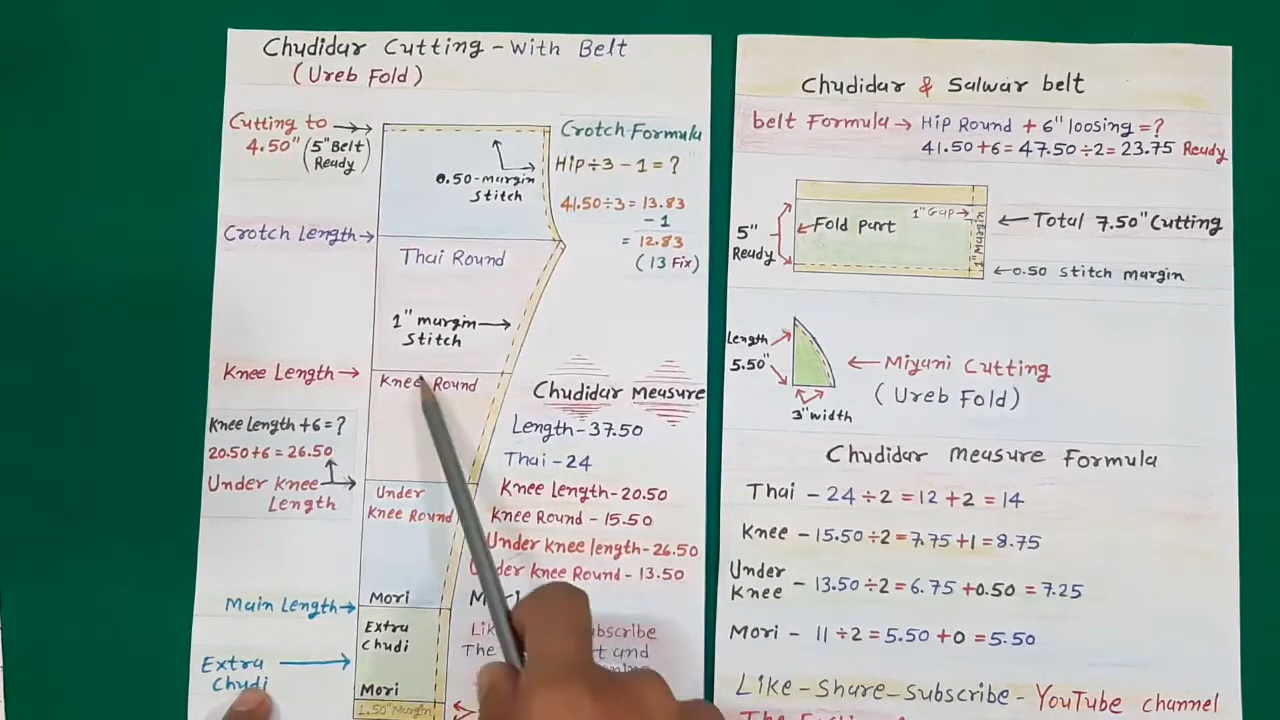 Chudidar Cutting - With Belt
(Ureb Fold)
Cutting to
4.50" (5" Belt Ready)
0.50-margin
Stitch
Crotch Formula
Hip ÷ 3 - 1 = ?
41.50 ÷ 3 = 13.83
- 1
= 12.83
(13 Fix)
Crotch Length
Thai Round
1" margin
Stitch
Knee Length
Knee Round
Knee length + 6 = ?
20.50 + 6 = 26.50
Under knee
Length
Under
Knee Round
Main Length
Mori
Extra
Chudi
Extra
Chudi
Mori
1.50" Margin
Chudidar Measure
Length - 37.50
Thai - 24
Knee Length - 20.50
Knee Round - 15.50
Under knee length - 26.50
Under knee Round - 13.50
The
and
Chudidar & Salwar belt
belt Formula → Hip Round + 6" loosing = ?
41.50 + 6 = 47.50 ÷ 2 = 23.75 Ready
5"
Ready
Fold part
1" Gap
1" Margin
Total 7.50" Cutting
0.50 Stitch margin
Length
5.50"
3" width
Miyani Cutting
(Ureb Fold)
Chudidar measure Formula
Thai - 24 ÷ 2 = 12 + 2 = 14
Knee - 15.50 ÷ 2 = 7.75 + 1 = 8.75
Under
Knee - 13.50 ÷ 2 = 6.75 + 0.50 = 7.25
Mori - 11 ÷ 2 = 5.50 + 0 = 5.50
Like - Share - Subscribe - YouTube channel